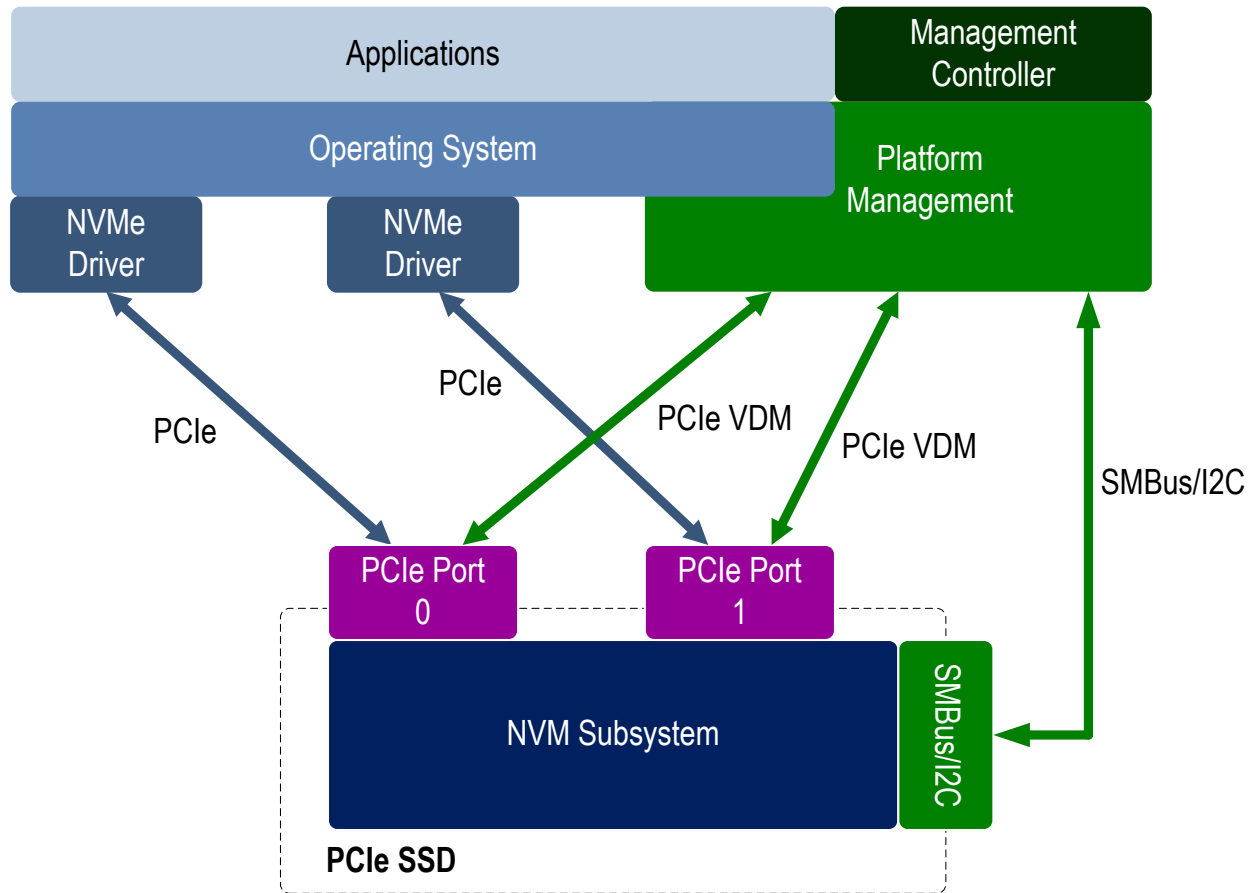 Applications
Management
Controller
Operating System
Platform
Management
NVMe
Driver
NVMe
Driver
PCIe
PCIe
PCIe VDM
PCIe VDM
SMBus/I2C
PCIe Port
0
PCIe Port
1
NVM Subsystem
SMBus/I2C
PCIe SSD